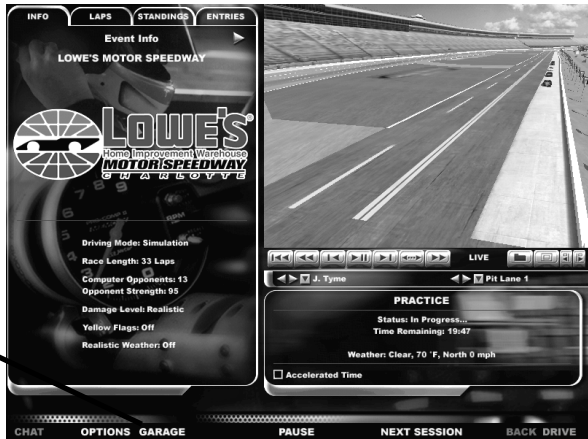 INFO LAPS STANDINGS ENTRIES
Event Info
LOWE'S MOTOR SPEEDWAY
LOWE'S
Home Improvement Warehouse
MOTOR SPEEDWAY
CHARLOTTE
Driving Mode: Simulation
Race Length: 33 Laps
Computer Opponents: 13
Opponent Strength: 95
Damage Level: Realistic
Yellow Flags: Off
Realistic Weather: Off
LIVE
J. Tyme Pit Lane 1
PRACTICE
Status: In Progress...
Time Remaining: 19:47
Weather: Clear, 70 °F, North 0 mph
Accelerated Time
CHAT OPTIONS GARAGE PAUSE NEXT SESSION BACK DRIVE